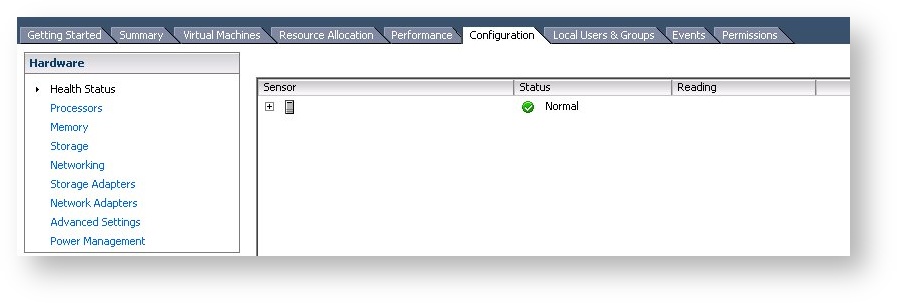 Getting Started Summary Virtual Machines Resource Allocation Performance Configuration Local Users & Groups Events Permissions
Hardware
Health Status
Processors
Memory
Storage
Networking
Storage Adapters
Network Adapters
Advanced Settings
Power Management
Sensor Status Reading
Normal